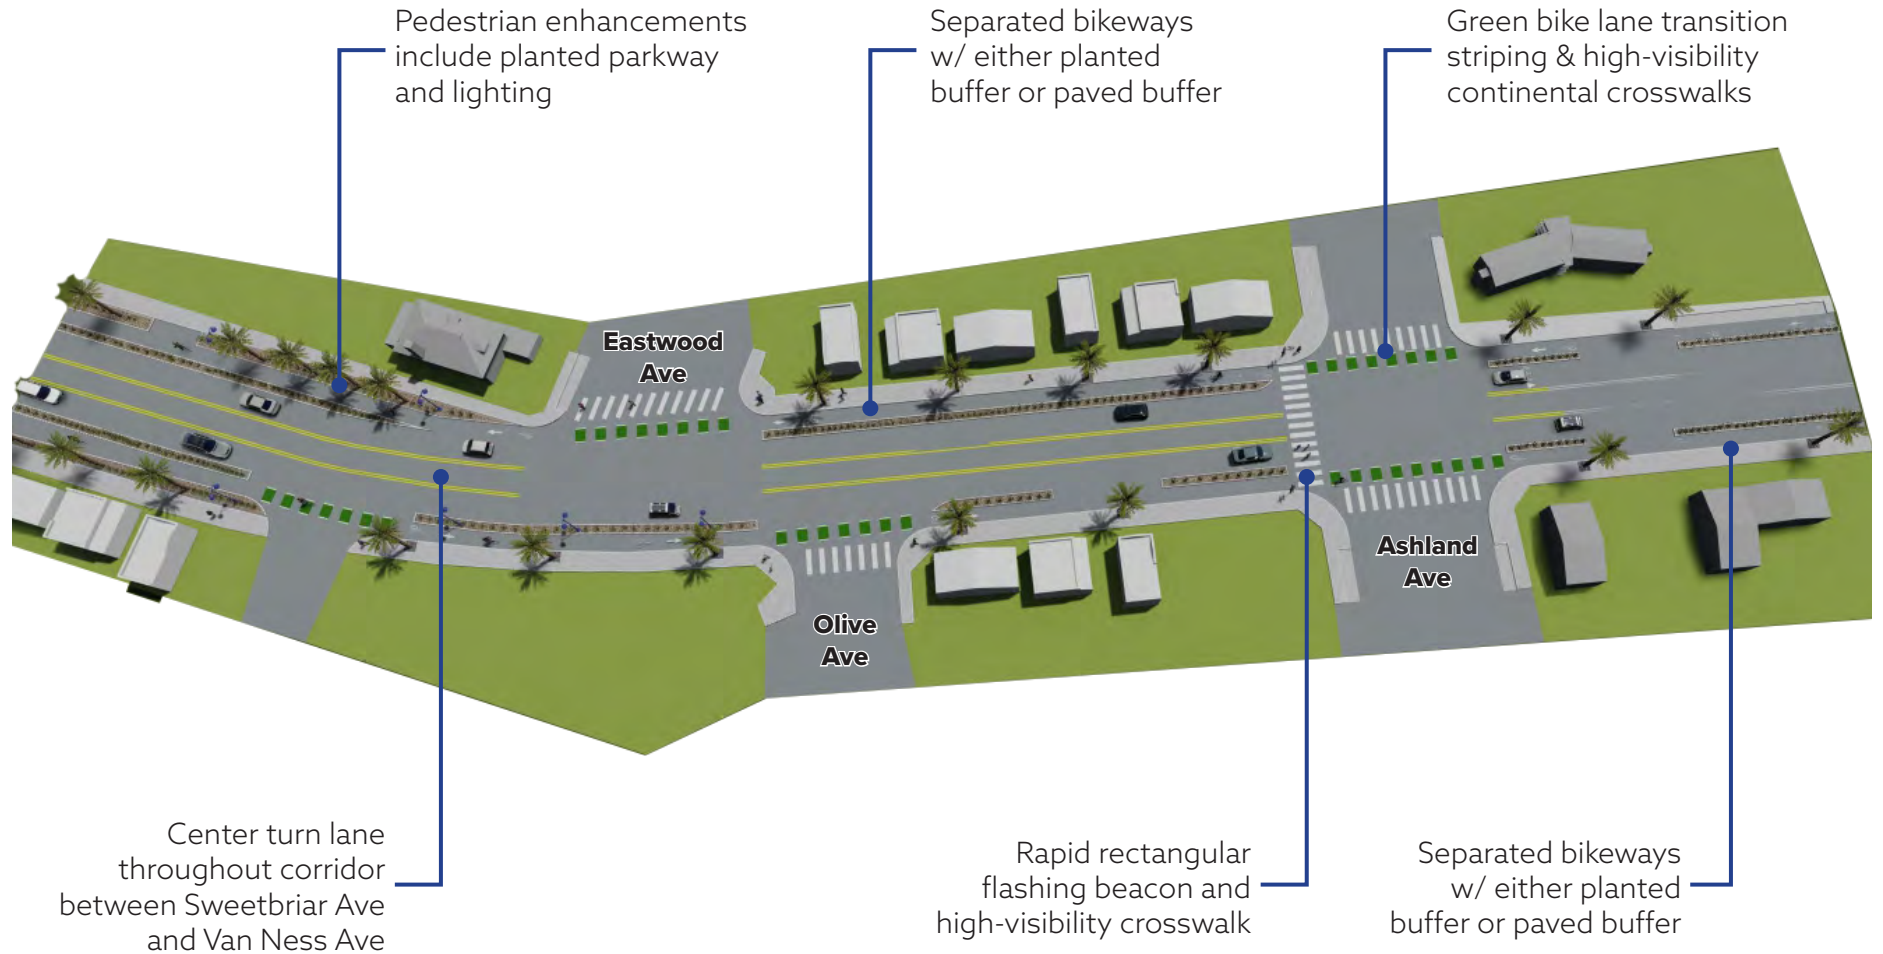 Pedestrian enhancements
include planted parkway
and lighting
Separated bikeways
w/ either planted
buffer or paved buffer
Green bike lane transition
striping & high-visibility
continental crosswalks
Eastwood
Ave
Ashland
Ave
Olive
Ave
Center turn lane
throughout corridor
between Sweetbriar Ave
and Van Ness Ave
Rapid rectangular
flashing beacon and
high-visibility crosswalk
Separated bikeways
w/ either planted
buffer or paved buffer